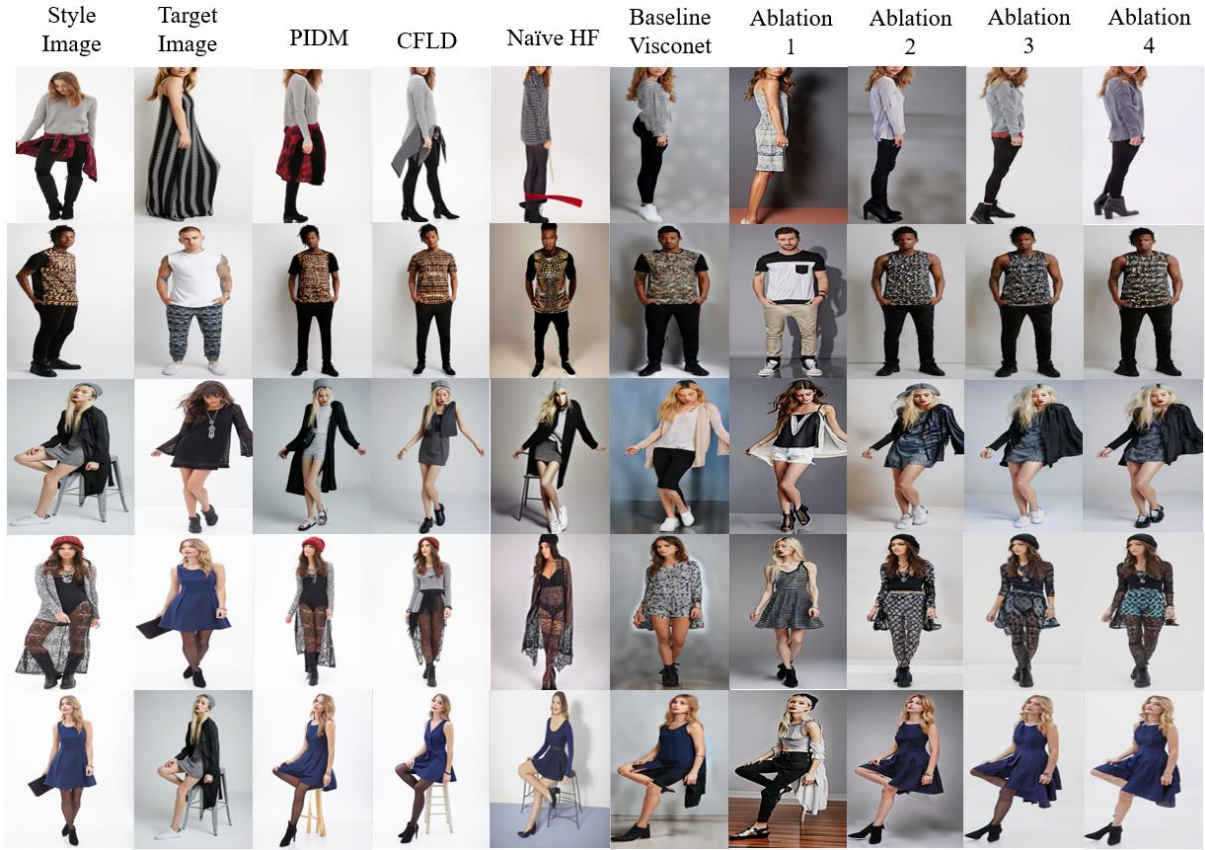 Style Image
Target Image
PIDM
CFLD
Naïve HF
Baseline Visconet
Ablation 1
Ablation 2
Ablation 3
Ablation 4